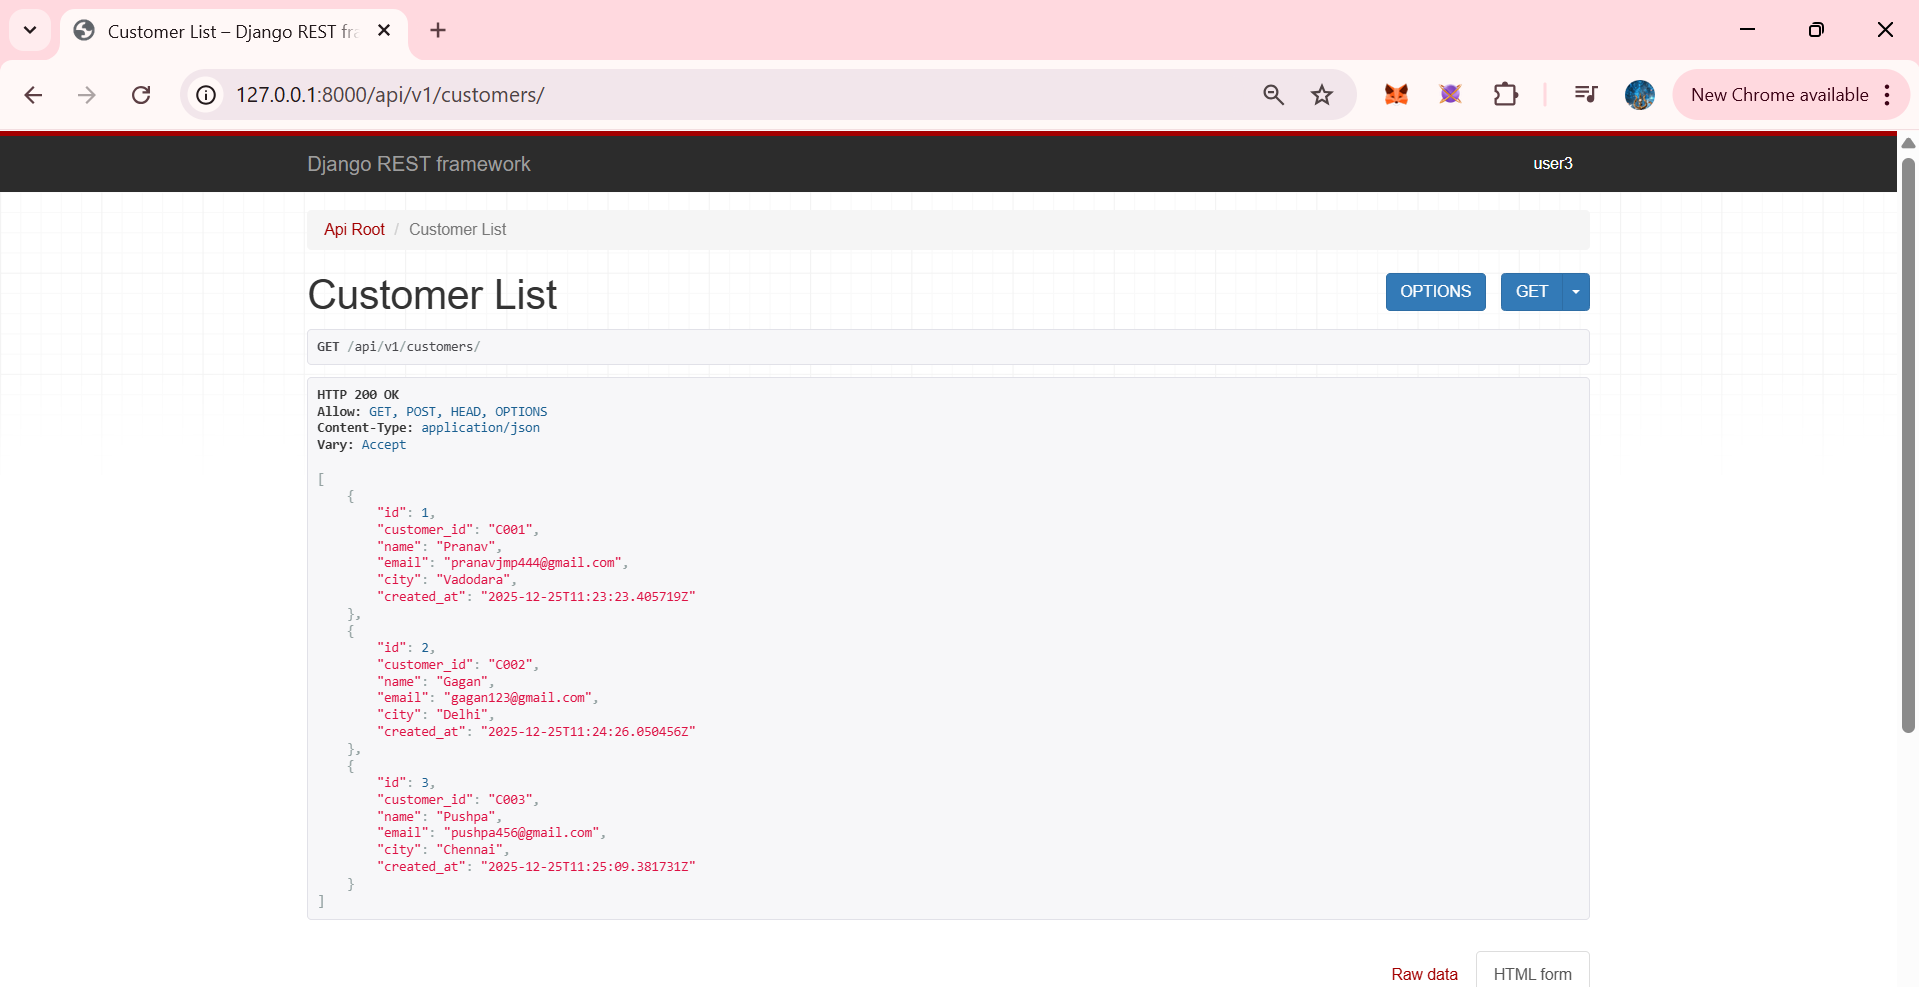 Customer List – Django REST fra
127.0.0.1:8000/api/v1/customers/
New Chrome available
Django REST framework
user3
Api Root / Customer List
Customer List
OPTIONS
GET
GET /api/v1/customers/
HTTP 200 OK
Allow: GET, POST, HEAD, OPTIONS
Content-Type: application/json
Vary: Accept
[
    {
        "id": 1,
        "customer_id": "C001",
        "name": "Pranav",
        "email": "pranavjmp444@gmail.com",
        "city": "Vadodara",
        "created_at": "2025-12-25T11:23:23.405719Z"
    },
    {
        "id": 2,
        "customer_id": "C002",
        "name": "Gagan",
        "email": "gagan123@gmail.com",
        "city": "Delhi",
        "created_at": "2025-12-25T11:24:26.050456Z"
    },
    {
        "id": 3,
        "customer_id": "C003",
        "name": "Pushpa",
        "email": "pushpa456@gmail.com",
        "city": "Chennai",
        "created_at": "2025-12-25T11:25:09.381731Z"
    }
]
Raw data
HTML form